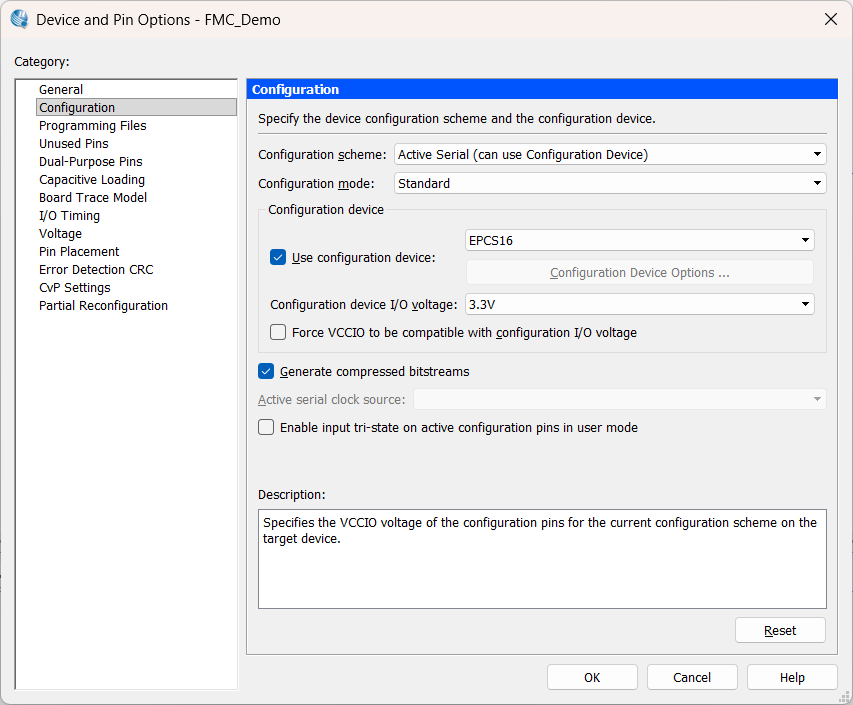 Device and Pin Options - FMC_Demo
Category:
General
Configuration
Programming Files
Unused Pins
Dual-Purpose Pins
Capacitive Loading
Board Trace Model
I/O Timing
Voltage
Pin Placement
Error Detection CRC
CvP Settings
Partial Reconfiguration
Configuration
Specify the device configuration scheme and the configuration device.
Configuration scheme: Active Serial (can use Configuration Device)
Configuration mode: Standard
Configuration device
EPCS16
Use configuration device:
Configuration Device Options ...
Configuration device I/O voltage: 3.3V
Force VCCIO to be compatible with configuration I/O voltage
Generate compressed bitstreams
Active serial clock source:
Enable input tri-state on active configuration pins in user mode
Description:
Specifies the VCCIO voltage of the configuration pins for the current configuration scheme on the
target device.
Reset
OK Cancel Help